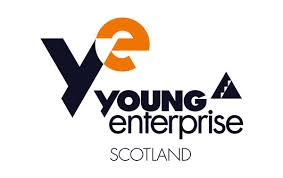 ye
YOUNG
enterprise
SCOTLAND